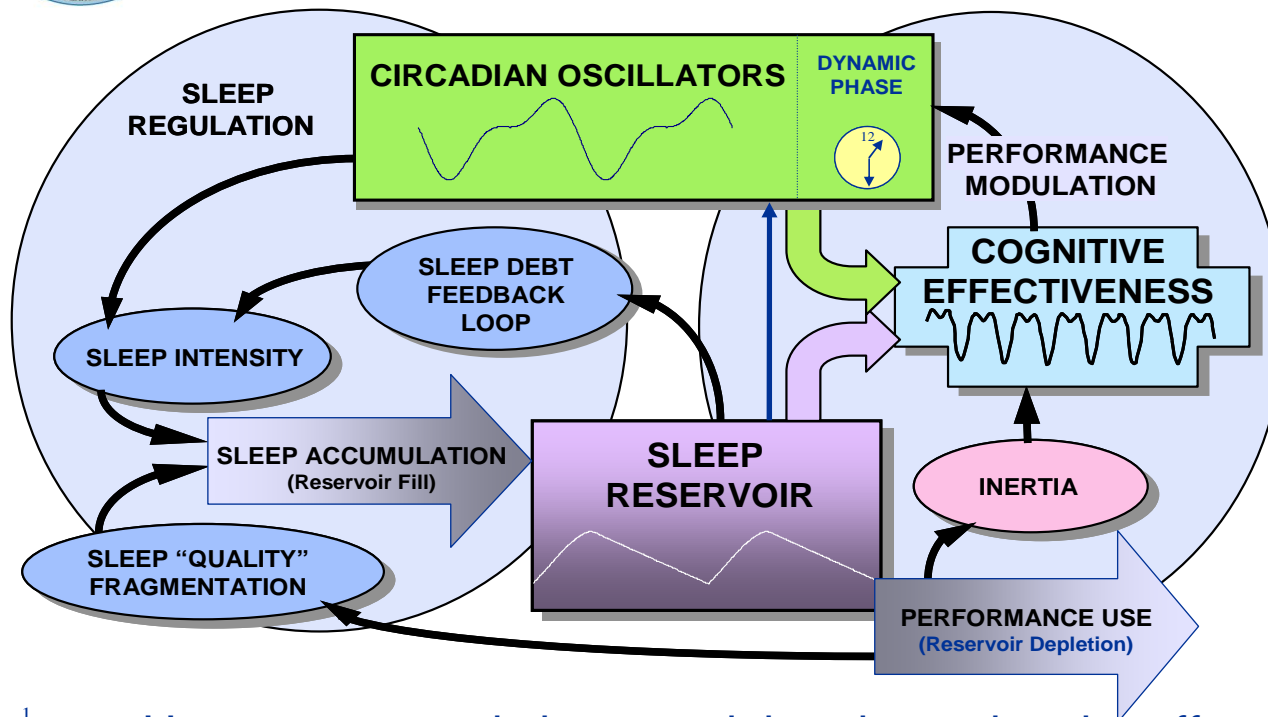 SLEEP
REGULATION
CIRCADIAN OSCILLATORS
DYNAMIC
PHASE
12
PERFORMANCE
MODULATION
COGNITIVE
EFFECTIVENESS
SLEEP DEBT
FEEDBACK
LOOP
SLEEP INTENSITY
SLEEP ACCUMULATION
(Reservoir Fill)
SLEEP
RESERVOIR
INERTIA
SLEEP “QUALITY”
FRAGMENTATION
PERFORMANCE USE
(Reservoir Depletion)
1